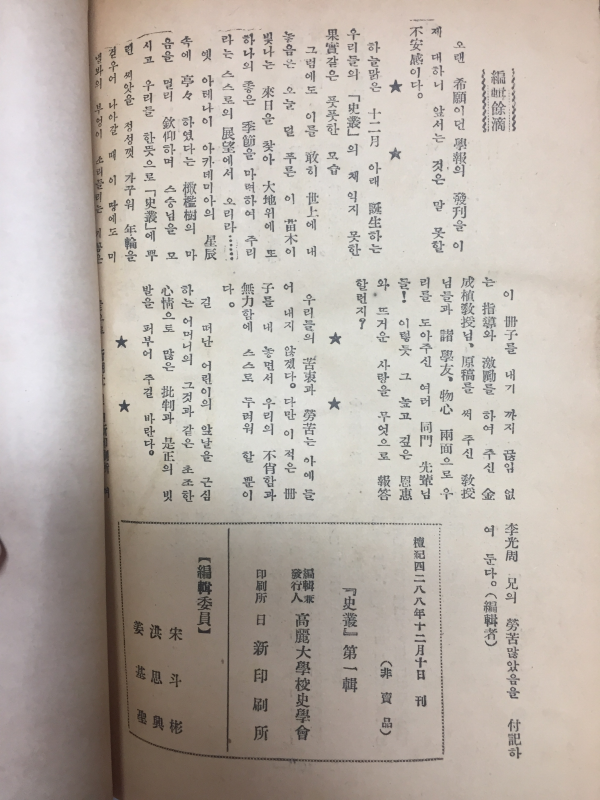 編輯餘滴
오랜 希願이던 學報의 發刊을 이
제 대하니 앞서는 것은 말 못할
不安感이다.
★ ★
하늘맑은 十二月 아래 誕生하는
우리들의 『史叢』의 채익지 못한
果實같은 풋풋한 모습
그럼에도 이를 敢히 世上에 내
놓음은 오늘 덜 푸른 이 苗木이
빛나는 來日을 찾아 大地위에 또
하나의 좋은 季節을 마련하여 주리
라는 스스로의 展望에서 오리라……
옛 아테나이 아카데미아의 星辰
속에 亭々 하였다는 橄欖樹의 마
음을 멀리 欽仰하며 스승님을 모
시고 우리들 한뜻으로 『史叢』에 뿌
린 씨앗을 정성껏 가꾸워 年輪을
겯우어 나아갈 때 이 땅에도 미
이 冊子를 내기 까지 끊임 없
는 指導와 激勵를 하여 주신 金
成植敎授님, 原稿를 써 주신 敎授
님들과 諸學友, 物心 兩面으로 우
리를 도아주신 여러 同門 先輩님
들! 이렇듯 그 높고 깊은 恩惠
와 뜨거운 사랑을 무엇으로 報答
할런지?
★ ★
우리들의 苦衷과 勞苦는 아에 들
어 내지 않겠다. 다만 이 적은 冊
子를 내 놓면서 우리의 不肖함과
無力함에 스스로 두려워 할 뿐이
다.
길 떠난 어린이의 앞날을 근심
하는 어머니의 그것과 같은 초조한
心情으로 많은 批判과 是正의 빗
발을 퍼부어 주길 바란다.
★ ★
李光周 兄의 勞苦많았음을 付記하
여 둔다。(編輯者)
檀紀四二八八年十二月十日 刊
(非賣品)
『史叢』第一輯
編輯兼發行人 高麗大學校史學會
印刷所 日新印刷所
【編輯委員】
宋斗彬
洪恩興
姜基聖